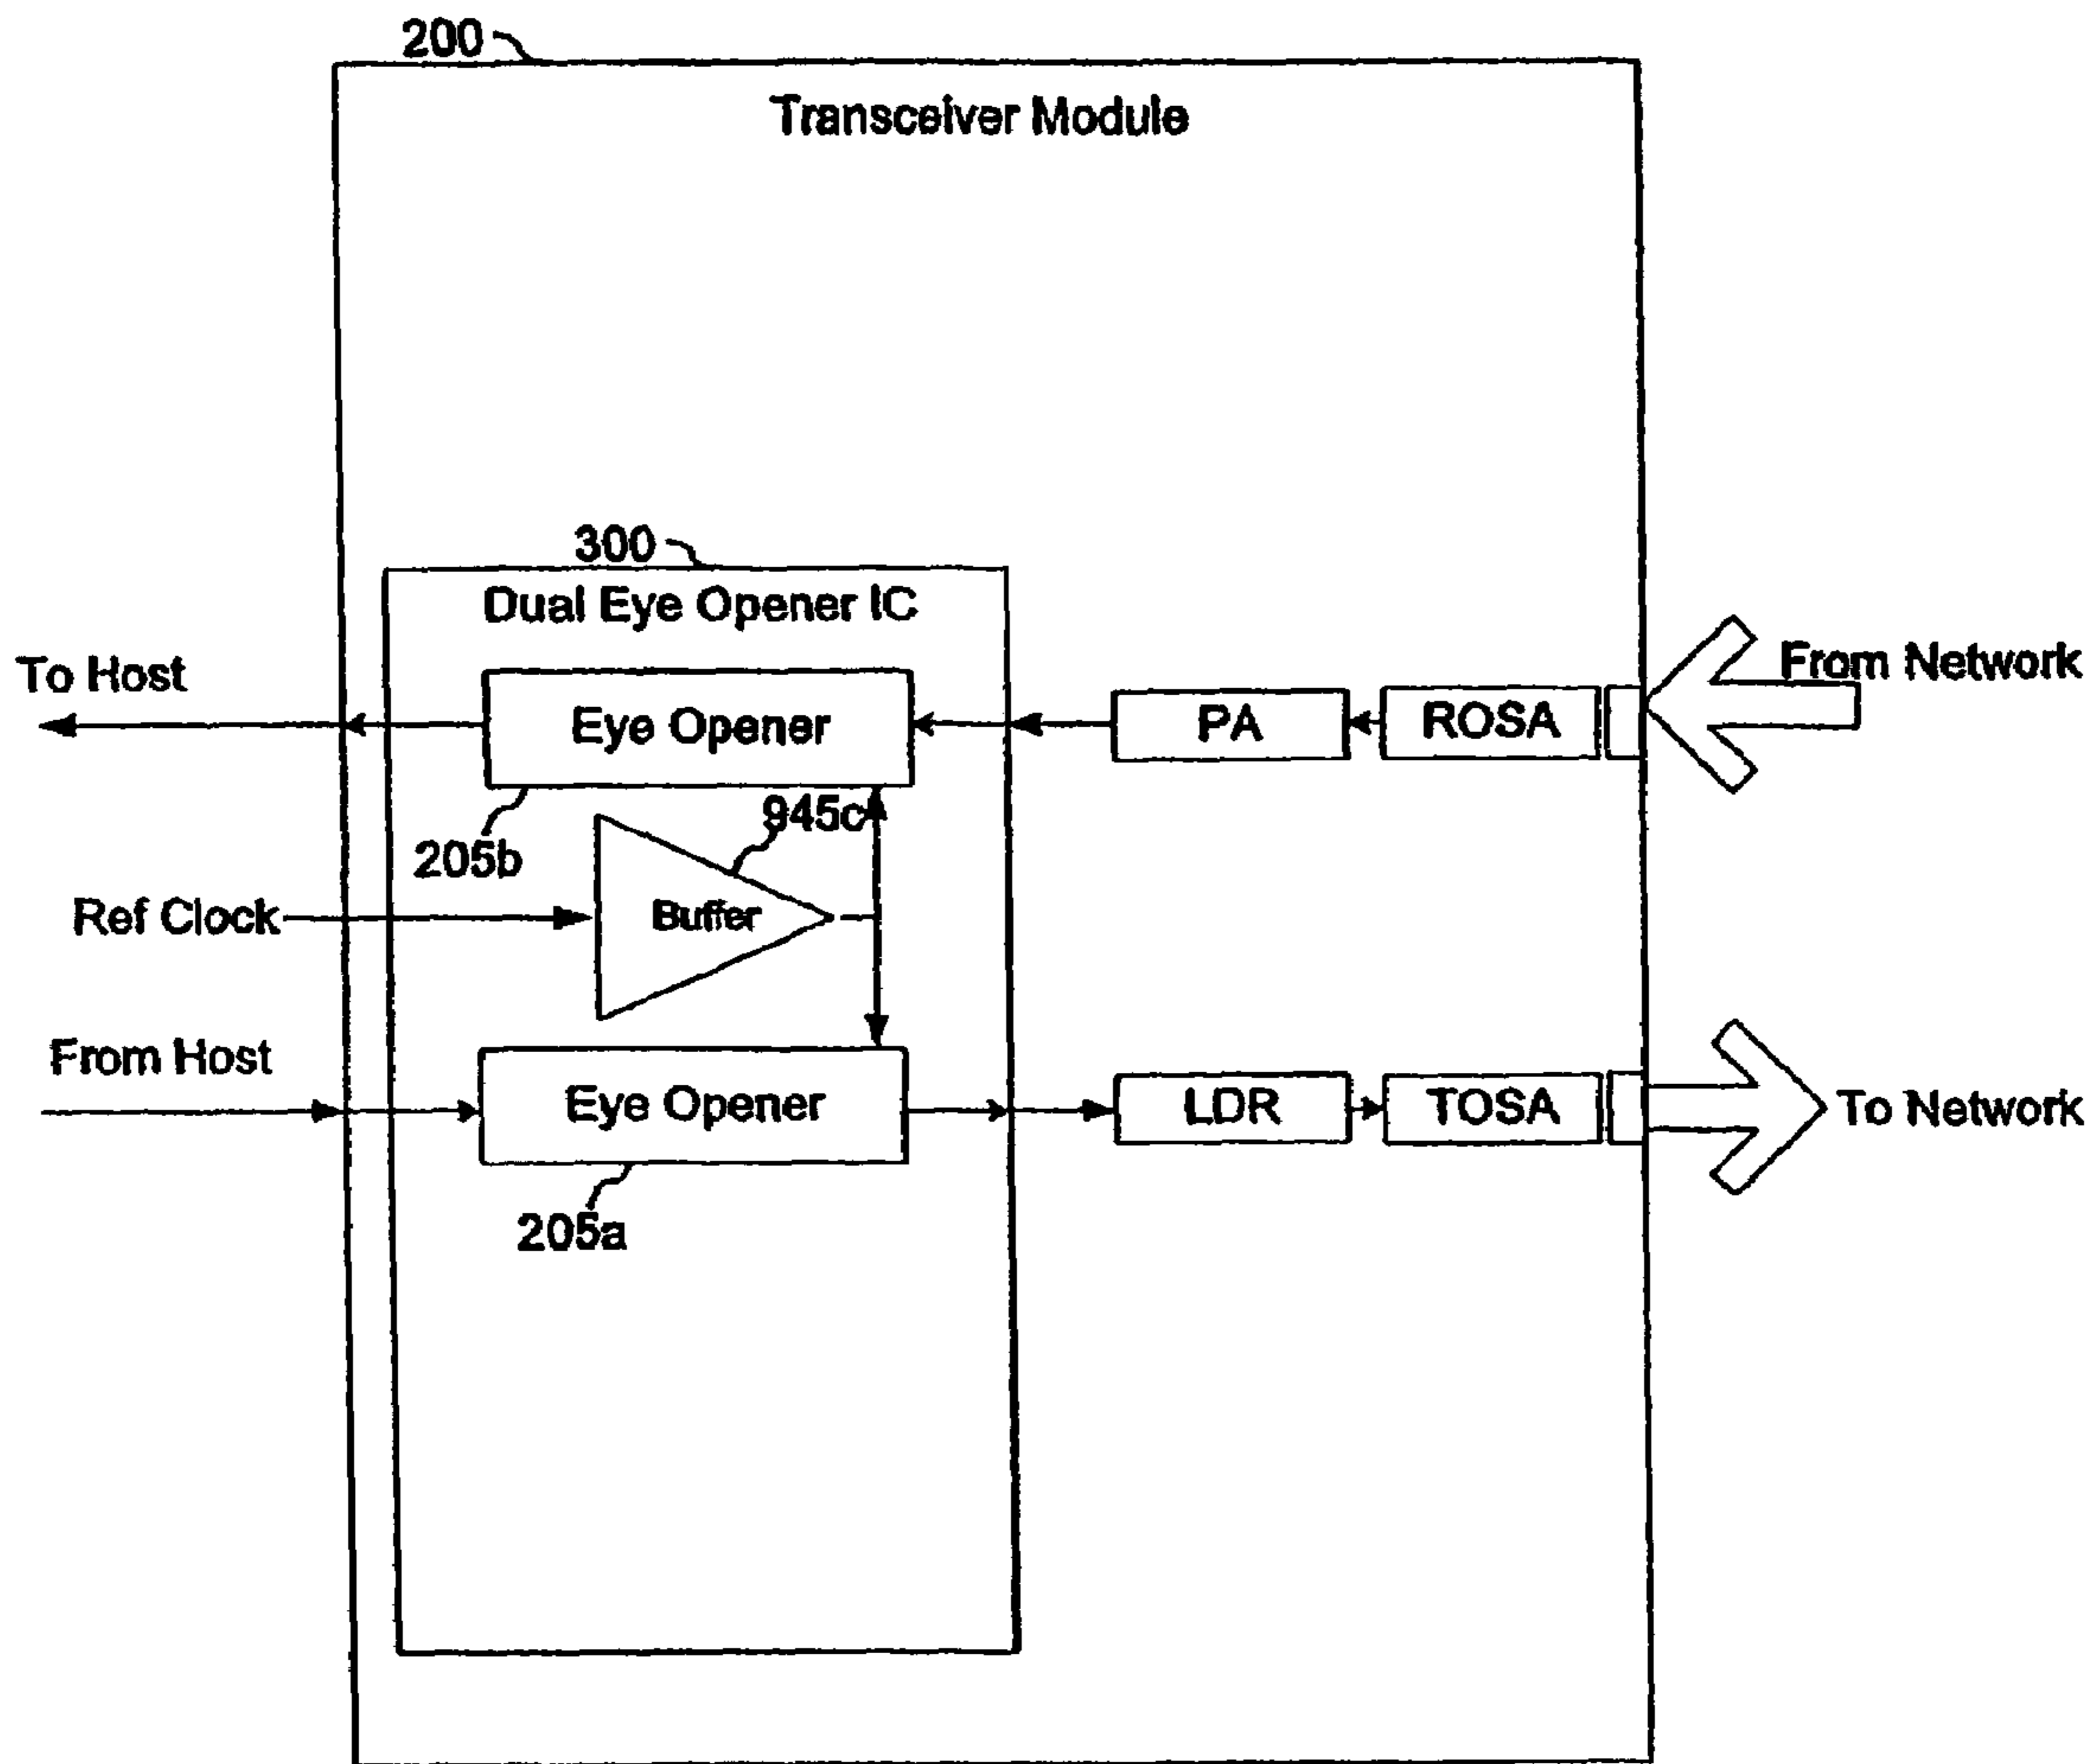 200
Transceiver Module
300
Dual Eye Opener IC
To Host
Eye Opener
PA
ROSA
From Network
945c
205b
Ref Clock
Buffer
From Host
Eye Opener
LDR
TOSA
To Network
205a